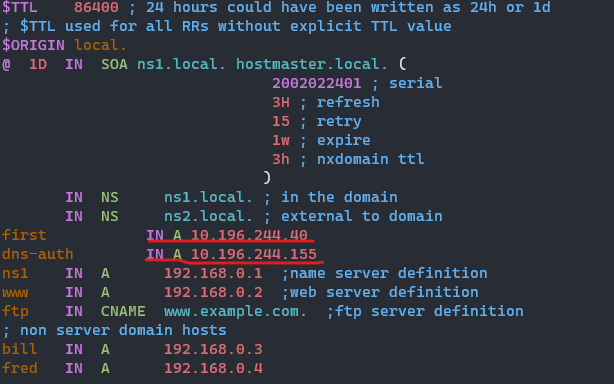 $TTL    86400 ; 24 hours could have been written as 24h or 1d
; $TTL used for all RRs without explicit TTL value
$ORIGIN local.
@  1D  IN  SOA ns1.local. hostmaster.local. (
                              2002022401 ; serial
                              3H ; refresh
                              15 ; retry
                              1w ; expire
                              3h ; nxdomain ttl
                             )
       IN  NS     ns1.local. ; in the domain
       IN  NS     ns2.local. ; external to domain
first           IN A 10.196.244.40
dns-auth        IN A 10.196.244.155
ns1    IN  A      192.168.0.1  ;name server definition
www    IN  A      192.168.0.2  ;web server definition
ftp    IN  CNAME  www.example.com.  ;ftp server definition
; non server domain hosts
bill   IN  A      192.168.0.3
fred   IN  A      192.168.0.4